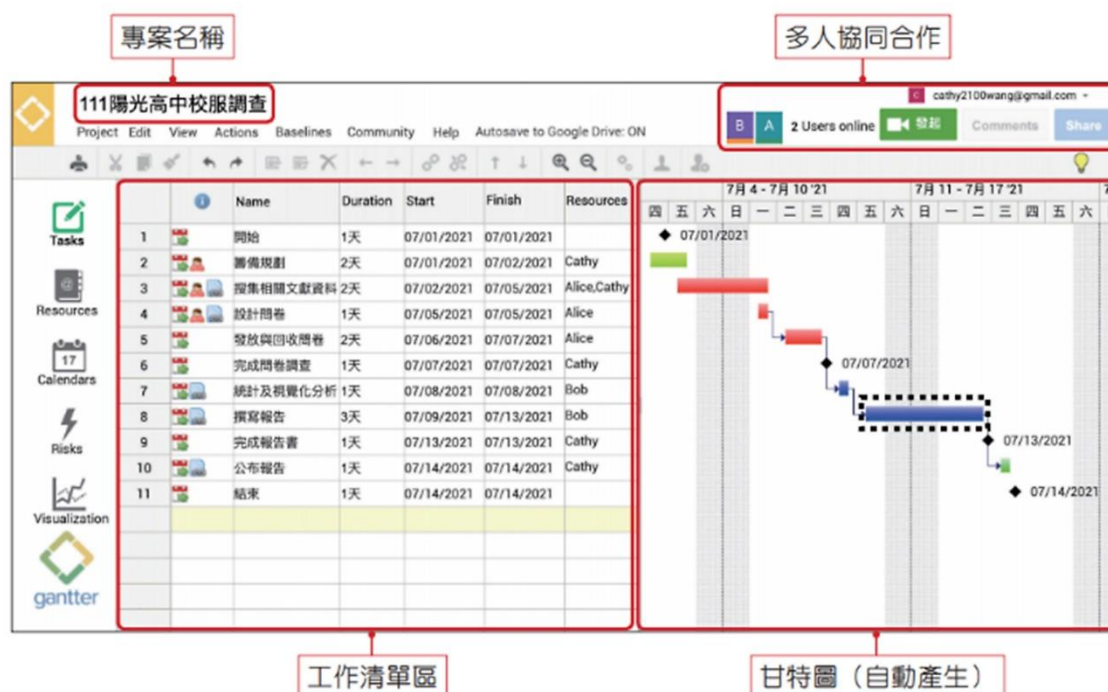 專案名稱
多人協同合作
111陽光高中校服調查
cathy2100wang@gmail.com
Project Edit View Actions Baselines Community Help Autosave to Google Drive: ON
B A 2 Users online 發起 Comments Share
Tasks
Resources
17
Calendars
Risks
Visualization
gantter
Name Duration Start Finish Resources
1 開始 1天 07/01/2021 07/01/2021
2 籌備規劃 2天 07/01/2021 07/02/2021 Cathy
3 搜集相關文獻資料 2天 07/02/2021 07/05/2021 Alice,Cathy
4 設計問卷 1天 07/05/2021 07/05/2021 Alice
5 發放與回收問卷 2天 07/06/2021 07/07/2021 Alice
6 完成問卷調查 1天 07/07/2021 07/07/2021 Cathy
7 統計及視覺化分析 1天 07/08/2021 07/08/2021 Bob
8 撰寫報告 3天 07/09/2021 07/13/2021 Bob
9 完成報告書 1天 07/13/2021 07/13/2021 Cathy
10 公布報告 1天 07/14/2021 07/14/2021 Cathy
11 結束 1天 07/14/2021 07/14/2021
7月 4 - 7月 10 '21 7月 11 - 7月 17 '21 7
四 五 六 日 一 二 三 四 五 六 日 一 二 三 四 五 六
07/01/2021
07/07/2021
07/13/2021
07/14/2021
工作清單區
甘特圖（自動產生）